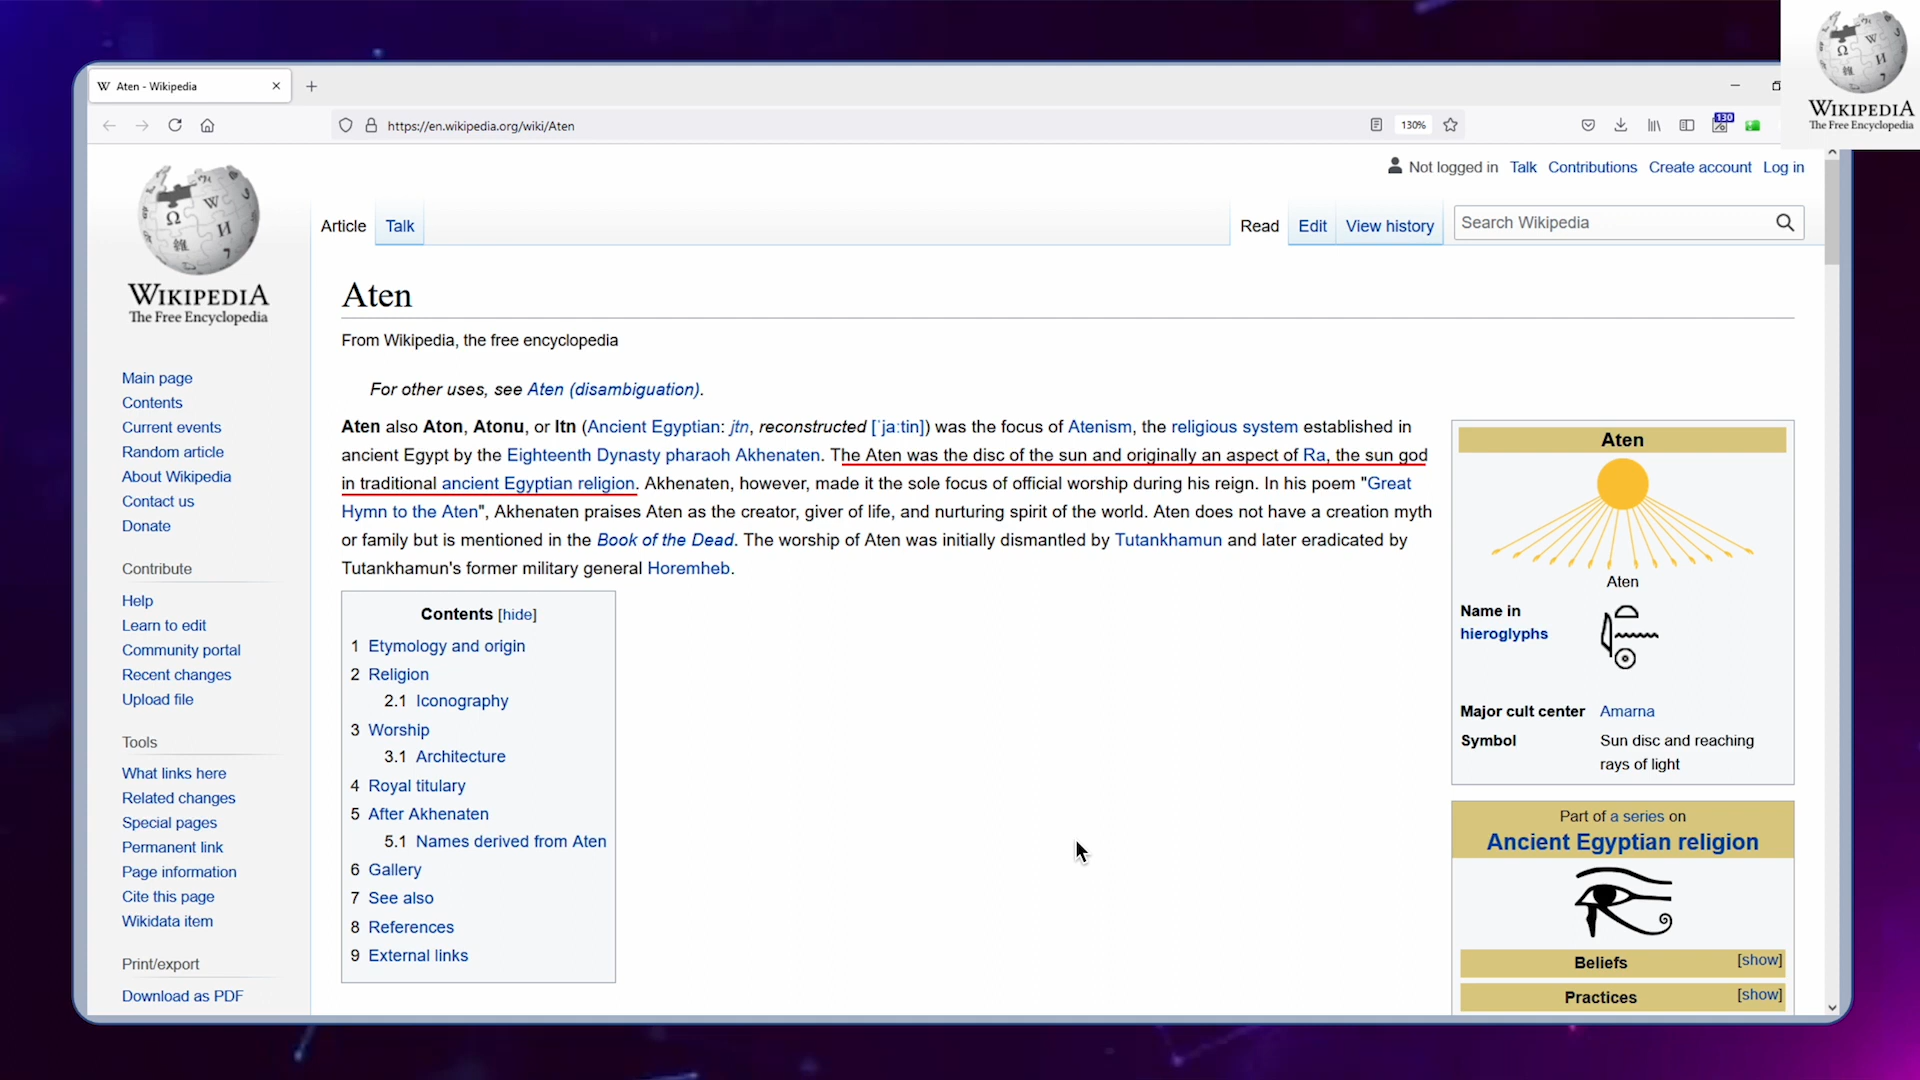 Aten - Wikipedia
https://en.wikipedia.org/wiki/Aten
130%
130
WIKIPEDIA
The Free Encyclopedia
Not logged in Talk Contributions Create account Log in
Article Talk
Read Edit View history
Search Wikipedia
WIKIPEDIA
The Free Encyclopedia
Main page
Contents
Current events
Random article
About Wikipedia
Contact us
Donate
Contribute
Help
Learn to edit
Community portal
Recent changes
Upload file
Tools
What links here
Related changes
Special pages
Permanent link
Page information
Cite this page
Wikidata item
Print/export
Download as PDF
Aten
From Wikipedia, the free encyclopedia
For other uses, see Aten (disambiguation).
Aten also Aton, Atonu, or Itn (Ancient Egyptian: jtn, reconstructed [ˈjaːtin]) was the focus of Atenism, the religious system established in
ancient Egypt by the Eighteenth Dynasty pharaoh Akhenaten. The Aten was the disc of the sun and originally an aspect of Ra, the sun god
in traditional ancient Egyptian religion. Akhenaten, however, made it the sole focus of official worship during his reign. In his poem "Great
Hymn to the Aten", Akhenaten praises Aten as the creator, giver of life, and nurturing spirit of the world. Aten does not have a creation myth
or family but is mentioned in the Book of the Dead. The worship of Aten was initially dismantled by Tutankhamun and later eradicated by
Tutankhamun's former military general Horemheb.
Contents [hide]
1 Etymology and origin
2 Religion
2.1 Iconography
3 Worship
3.1 Architecture
4 Royal titulary
5 After Akhenaten
5.1 Names derived from Aten
6 Gallery
7 See also
8 References
9 External links
Aten
Aten
Name in
hieroglyphs
Major cult center Amarna
Symbol Sun disc and reaching
rays of light
Part of a series on
Ancient Egyptian religion
Beliefs [show]
Practices [show]